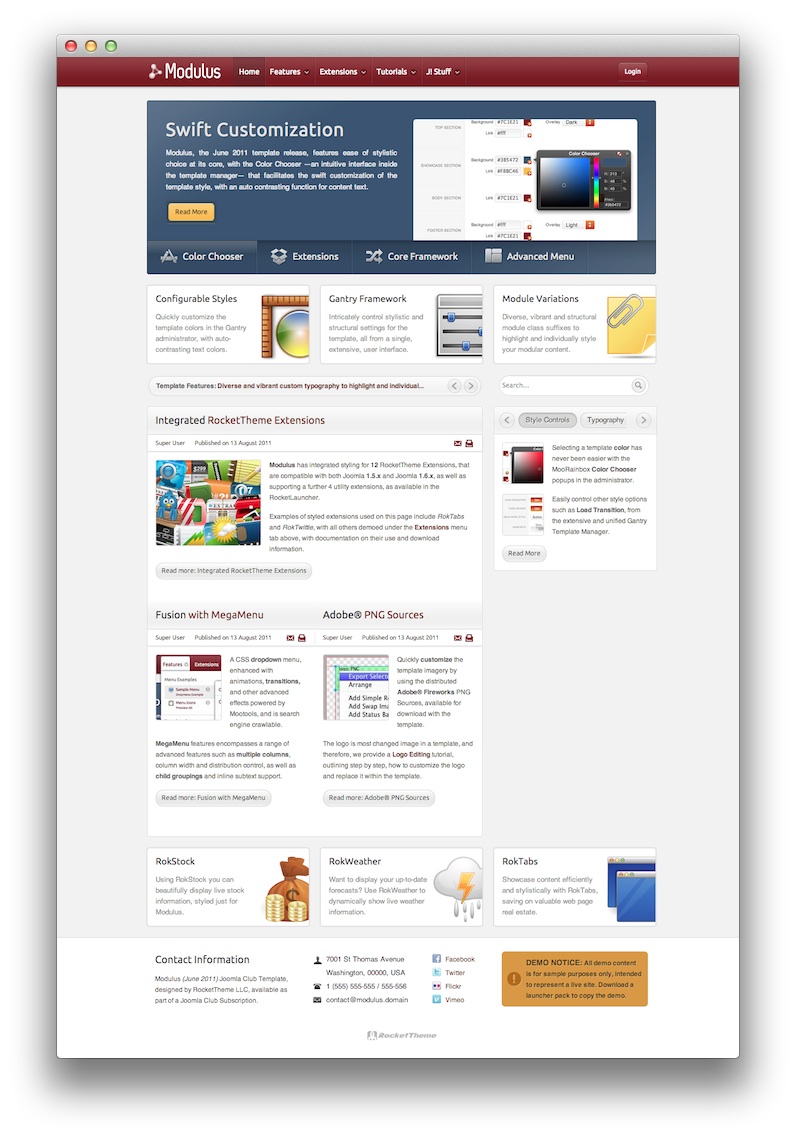 Modulus Home Features Extensions Tutorials J! Stuff Login
Swift Customization
Modulus, the June 2011 template release, features ease of stylistic
choice at its core, with the Color Chooser —an intuitive interface inside
the template manager— that facilitates the swift customization of the
template style, with an auto contrasting function for content text.
Read More
TOP SECTION Background #7C1E21 Overlay Dark
Link #fff
SHOWCASE SECTION Background #3B5472
Link #F8BC46
BODY SECTION Link #7C1E21
FOOTER SECTION Background #fff Overlay Light
Link #7C1E21
Color Chooser
Color Chooser Extensions Core Framework Advanced Menu
Configurable Styles
Quickly customize the
template colors in the Gantry
administrator, with auto-
contrasting text colors.
Gantry Framework
Intricately control stylistic and
structural settings for the
template, all from a single,
extensive, user interface.
Module Variations
Diverse, vibrant and structural
module class suffixes to
highlight and individually style
your modular content.
Template Features: Diverse and vibrant custom typography to highlight and individual...
Search...
Integrated RocketTheme Extensions
Super User Published on 13 August 2011
$399
EXTRA
Modulus has integrated styling for 12 RocketTheme Extensions, that
are compatible with both Joomla 1.5.x and Joomla 1.6.x, as well as
supporting a further 4 utility extensions, as available in the
RocketLauncher.
Examples of styled extensions used on this page include RokTabs
and RokTwittie, with all others demoed under the Extensions menu
tab above, with documentation on their use and download
information.
Read more: Integrated RocketTheme Extensions
Style Controls Typography
Selecting a template color has
never been easier with the
MooRainbox Color Chooser
popups in the administrator.
Easily control other style options
such as Load Transition, from
the extensive and unified Gantry
Template Manager.
Read More
Fusion with MegaMenu
Super User Published on 13 August 2011
Features Extensions
Menu Examples
Sample Menu
Menu Icons
A CSS dropdown menu,
enhanced with
animations, transitions,
and other advanced
effects powered by
Mootools, and is search
engine crawlable.
MegaMenu features encompasses a range of
advanced features such as multiple columns,
column width and distribution control, as well as
child groupings and inline subtext support.
Read more: Fusion with MegaMenu
Adobe® PNG Sources
Super User Published on 13 August 2011
Export Selecte
Arrange
Add Simple Ro
Add Swap Ima
Add Status Ba
Quickly customize the
template imagery by
using the distributed
Adobe® Fireworks PNG
Sources, available for
download with the
template.
The logo is most changed image in a template, and
therefore, we provide a Logo Editing tutorial,
outlining step by step, how to customize the logo
and replace it within the template.
Read more: Adobe® PNG Sources
RokStock
Using RokStock you can
beautifully display live stock
information, styled just for
Modulus.
RokWeather
Want to display your up-to-date
forecasts? Use RokWeather to
dynamically show live weather
information.
RokTabs
Showcase content efficiently
and stylistically with RokTabs,
saving on valuable web page
real estate.
Contact Information
Modulus (June 2011) Joomla Club Template,
designed by RocketTheme LLC, available as
part of a Joomla Club Subscription.
7001 St Thomas Avenue
Washington, 00000, USA
1 (555) 555-555 / 555-556
contact@modulus.domain
Facebook
Twitter
Flickr
Vimeo
DEMO NOTICE: All demo content
is for sample purposes only, intended
to represent a live site. Download a
launcher pack to copy the demo.
RocketTheme